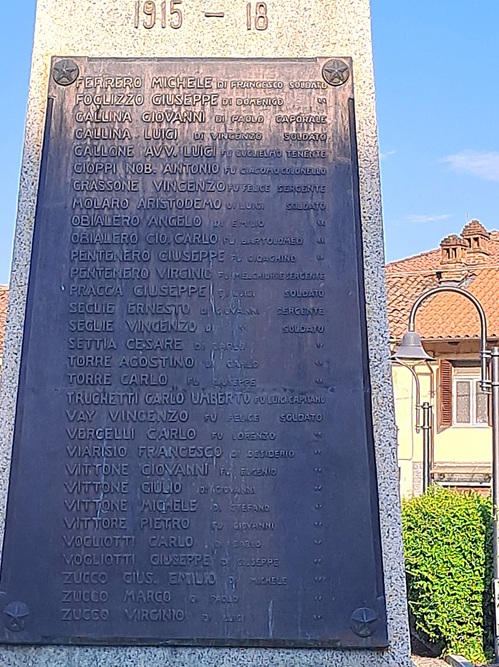 1915 – 18
FERRERO MICHELE DI FRANCESCO SOLDATO
FOGLIZZO GIUSEPPE DI DOMENICO "
GALLINA GIOVANNI DI PAOLO CAPORALE
GALLINA LUIGI DI VINCENZO SOLDATO
GALLONE AVV. LUIGI FU GUGLIELMO TENENTE
GIOPPI NOB. ANTONIO FU GIACOMO COLONELLO
GRASSONE VINCENZO FU FELICE SERGENTE
MOLARO ARISTODEMO DI LUIGI SOLDATO
OBIALERO ANGELO DI EMILIO "
OBIALERO GIO. CARLO FU BARTOLOMEO "
PENTENERO GIUSEPPE FU GIOACHINO "
PENTENERO VIRGINIO FU MELCHIORRE SERGENTE
PRACCA GIUSEPPE FU LUIGI SOLDATO
SEGLIE ERNESTO DI GIOVANNI SERGENTE
SEGLIE VINCENZO DI " SOLDATO
SETTIA CESARE DI CARLO "
TORRE AGOSTINO DI CARLO "
TORRE CARLO FU GIUSEPPE "
TRUCHETTI CARLO UMBERTO FU LUIGI CAPITANO
VAY VINCENZO FU FELICE SOLDATO
VERCELLI CARLO FU LORENZO "
VIARISIO FRANCESCO DI DESIDERIO "
VITTONE GIOVANNI FU EUGENIO "
VITTONE GIULIO DI GIOVANNI "
VITTONE MICHELE DI STEFANO "
VITTORE PIETRO FU GIOVANNI "
VOGLIOTTI CARLO DI CARLO "
VOGLIOTTI GIUSEPPE DI GIUSEPPE "
ZUCCO GIUS. EMILIO DI MICHELE "
ZUCCO MARCO DI PAOLO "
ZUCCO VIRGINIO DI LUIGI "